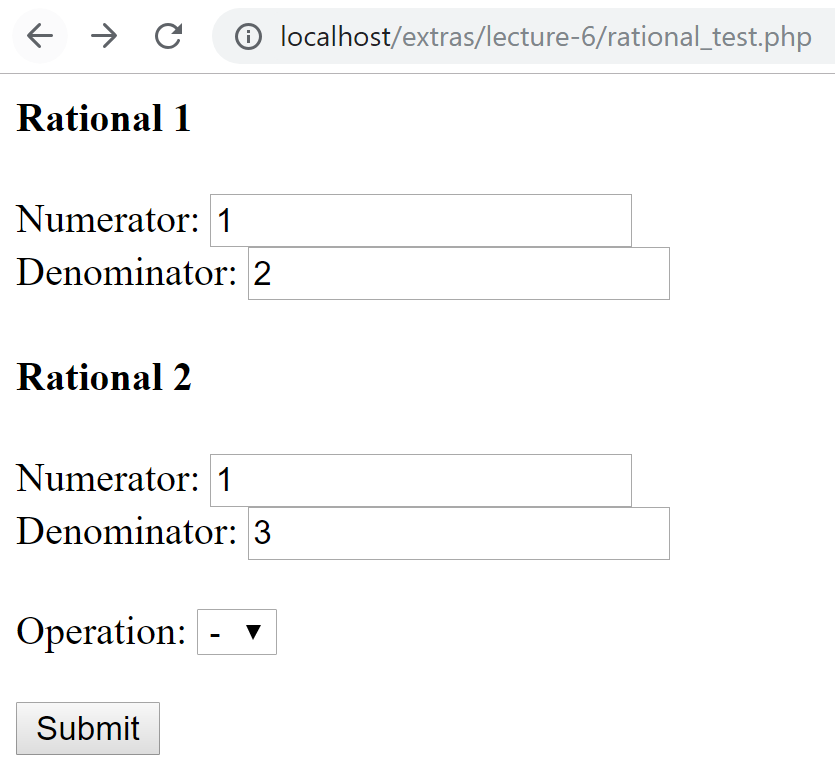 localhost/extras/lecture-6/rational_test.php
Rational 1
Numerator: 1
Denominator: 2
Rational 2
Numerator: 1
Denominator: 3
Operation: -
Submit